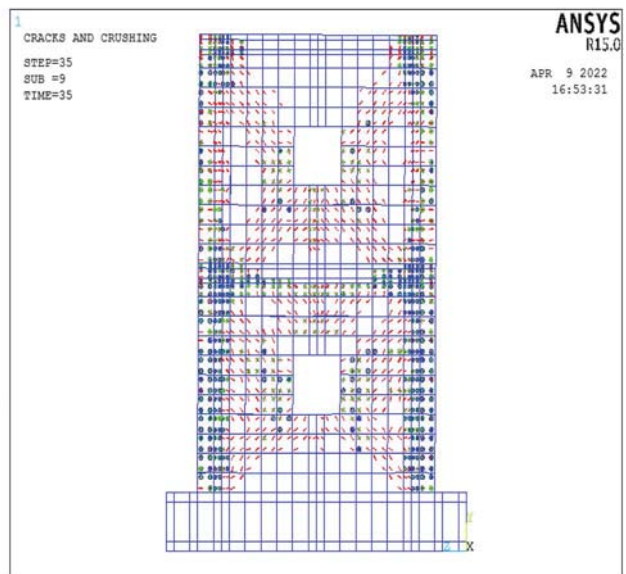 1
ANSYS
R15.0
CRACKS AND CRUSHING
STEP=35
SUB =9
TIME=35
APR 9 2022
16:53:31
Y
Z X